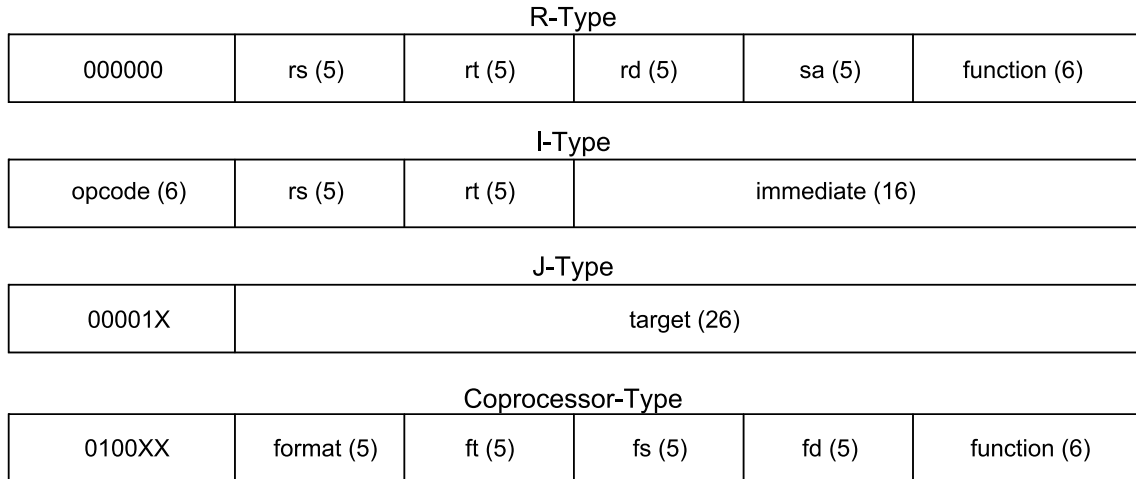 R-Type
000000 rs (5) rt (5) rd (5) sa (5) function (6)
I-Type
opcode (6) rs (5) rt (5) immediate (16)
J-Type
00001X target (26)
Coprocessor-Type
0100XX format (5) ft (5) fs (5) fd (5) function (6)